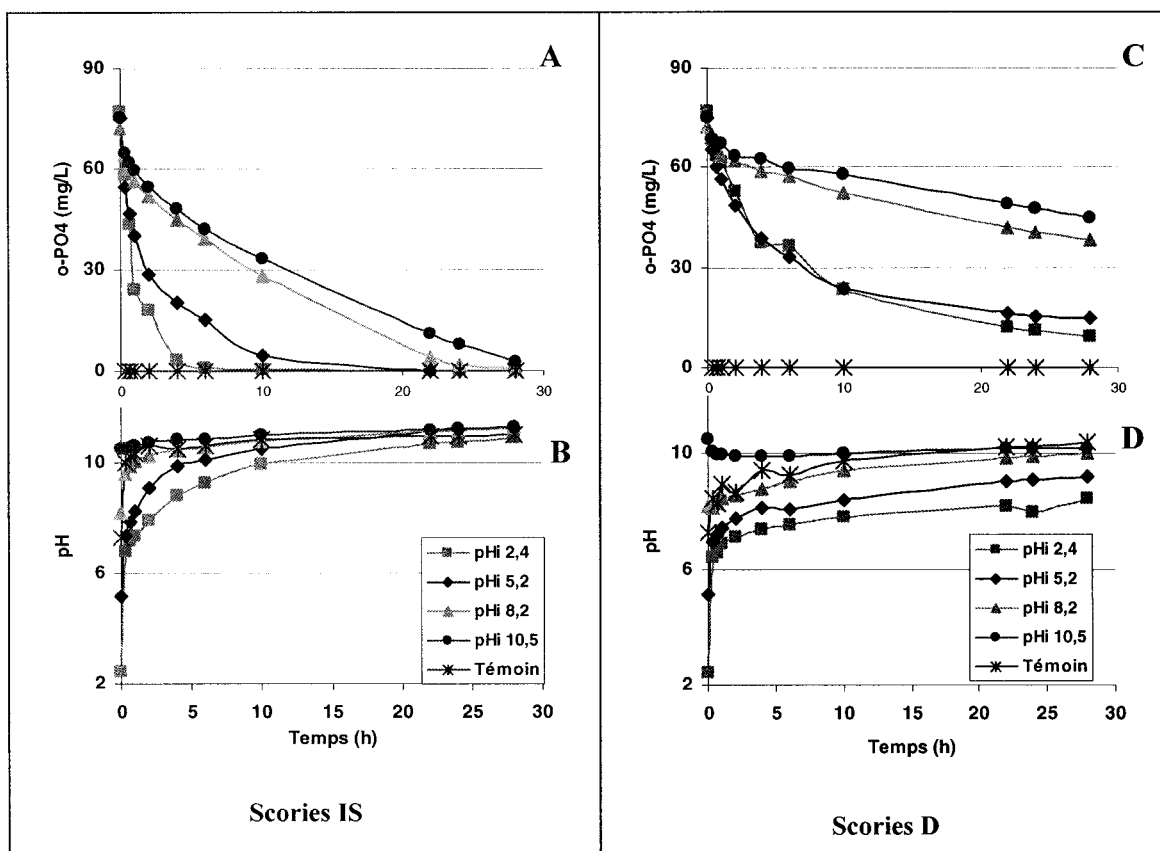 A
90
60
30
0
o-PO4 (mg/L)
0 10 20 30
B
10
6
2
pH
pHi 2,4
pHi 5,2
pHi 8,2
pHi 10,5
Témoin
0 5 10 15 20 25 30
Temps (h)
Scories IS
C
90
60
30
0
o-PO4 (mg/L)
0 10 20 30
D
10
6
2
pH
pHi 2,4
pHi 5,2
pHi 8,2
pHi 10,5
Témoin
0 5 10 15 20 25 30
Temps (h)
Scories D